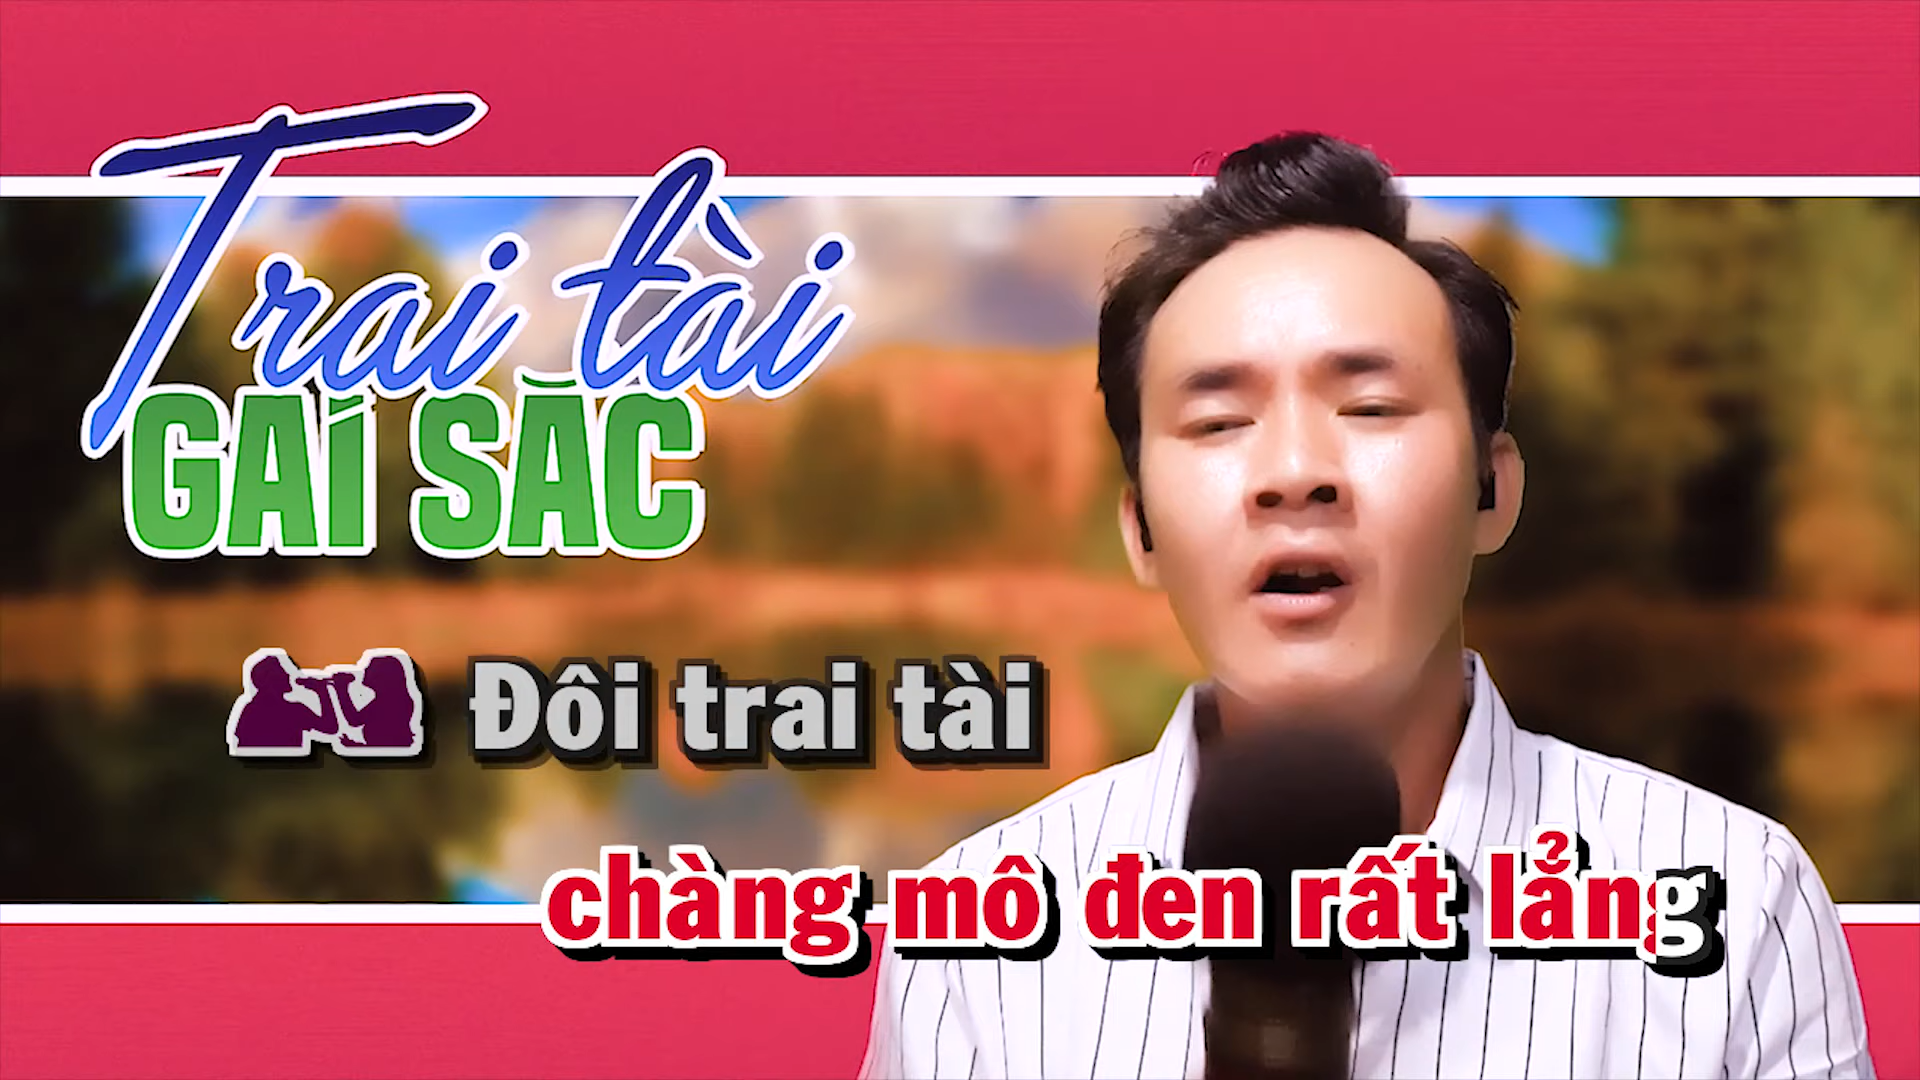 Trai tài
GÁI SẮC
Đôi trai tài
chàng mô đen rất lẳng